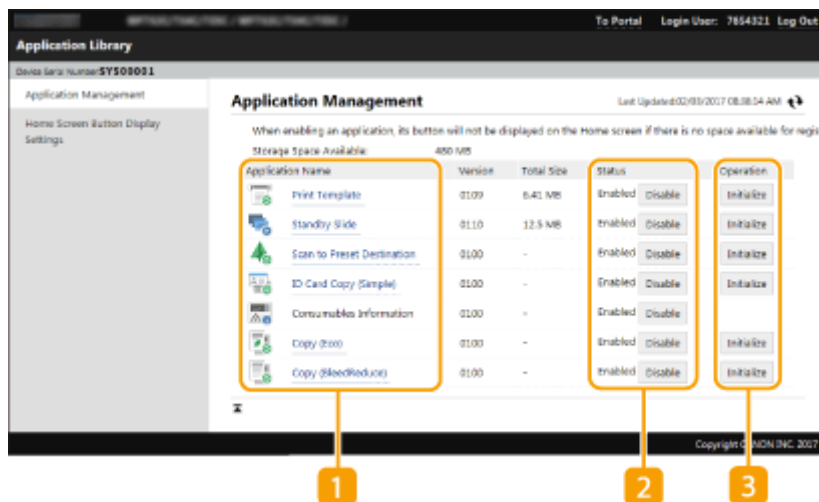 To Portal Login User: 7654321 Log Out
Application Library
Device Serial Number SYS00001
Application Management
Home Screen Button Display
Settings
Application Management
Last Updated:02/03/2017 08:38:54 AM
When enabling an application, its button will not be displayed on the Home screen if there is no space available for regis
Storage Space Available: 480 MB
Application Name Version Total Size Status Operation
Print Template 0109 6.41 MB Enabled Disable Initialize
Standby Slide 0110 12.5 MB Enabled Disable Initialize
Scan to Preset Destination 0100 - Enabled Disable Initialize
ID Card Copy (Simple) 0100 - Enabled Disable Initialize
Consumables Information 0100 - Enabled Disable
Copy (Eco) 0100 - Enabled Disable Initialize
Copy (BleedReduce) 0100 - Enabled Disable Initialize
Copyright CANON INC. 2017
1 2 3